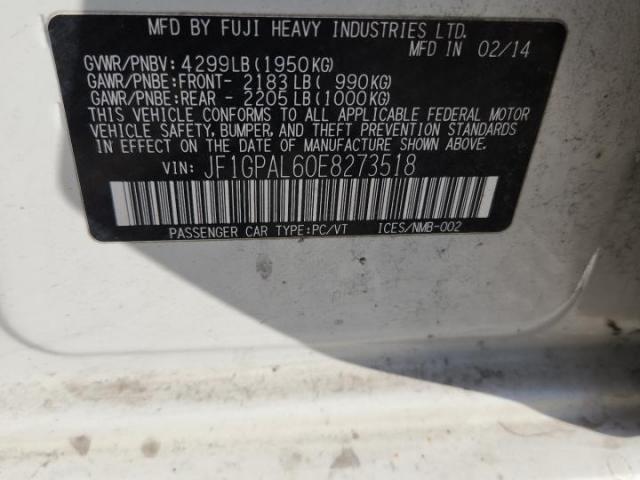 MFD BY FUJI HEAVY INDUSTRIES LTD.
MFD IN 02/14
GVWR/PNBV: 4299LB(1950KG)
GAWR/PNBE:FRONT- 2183LB( 990KG)
GAWR/PNBE:REAR - 2205LB(1000KG)
THIS VEHICLE CONFORMS TO ALL APPLICABLE FEDERAL MOTOR
VEHICLE SAFETY, BUMPER, AND THEFT PREVENTION STANDARDS
IN EFFECT ON THE DATE OF MANUFACTURE SHOWN ABOVE.
VIN: JF1GPAL60E8273518
PASSENGER CAR TYPE:PC/VT ICES/NMB-002